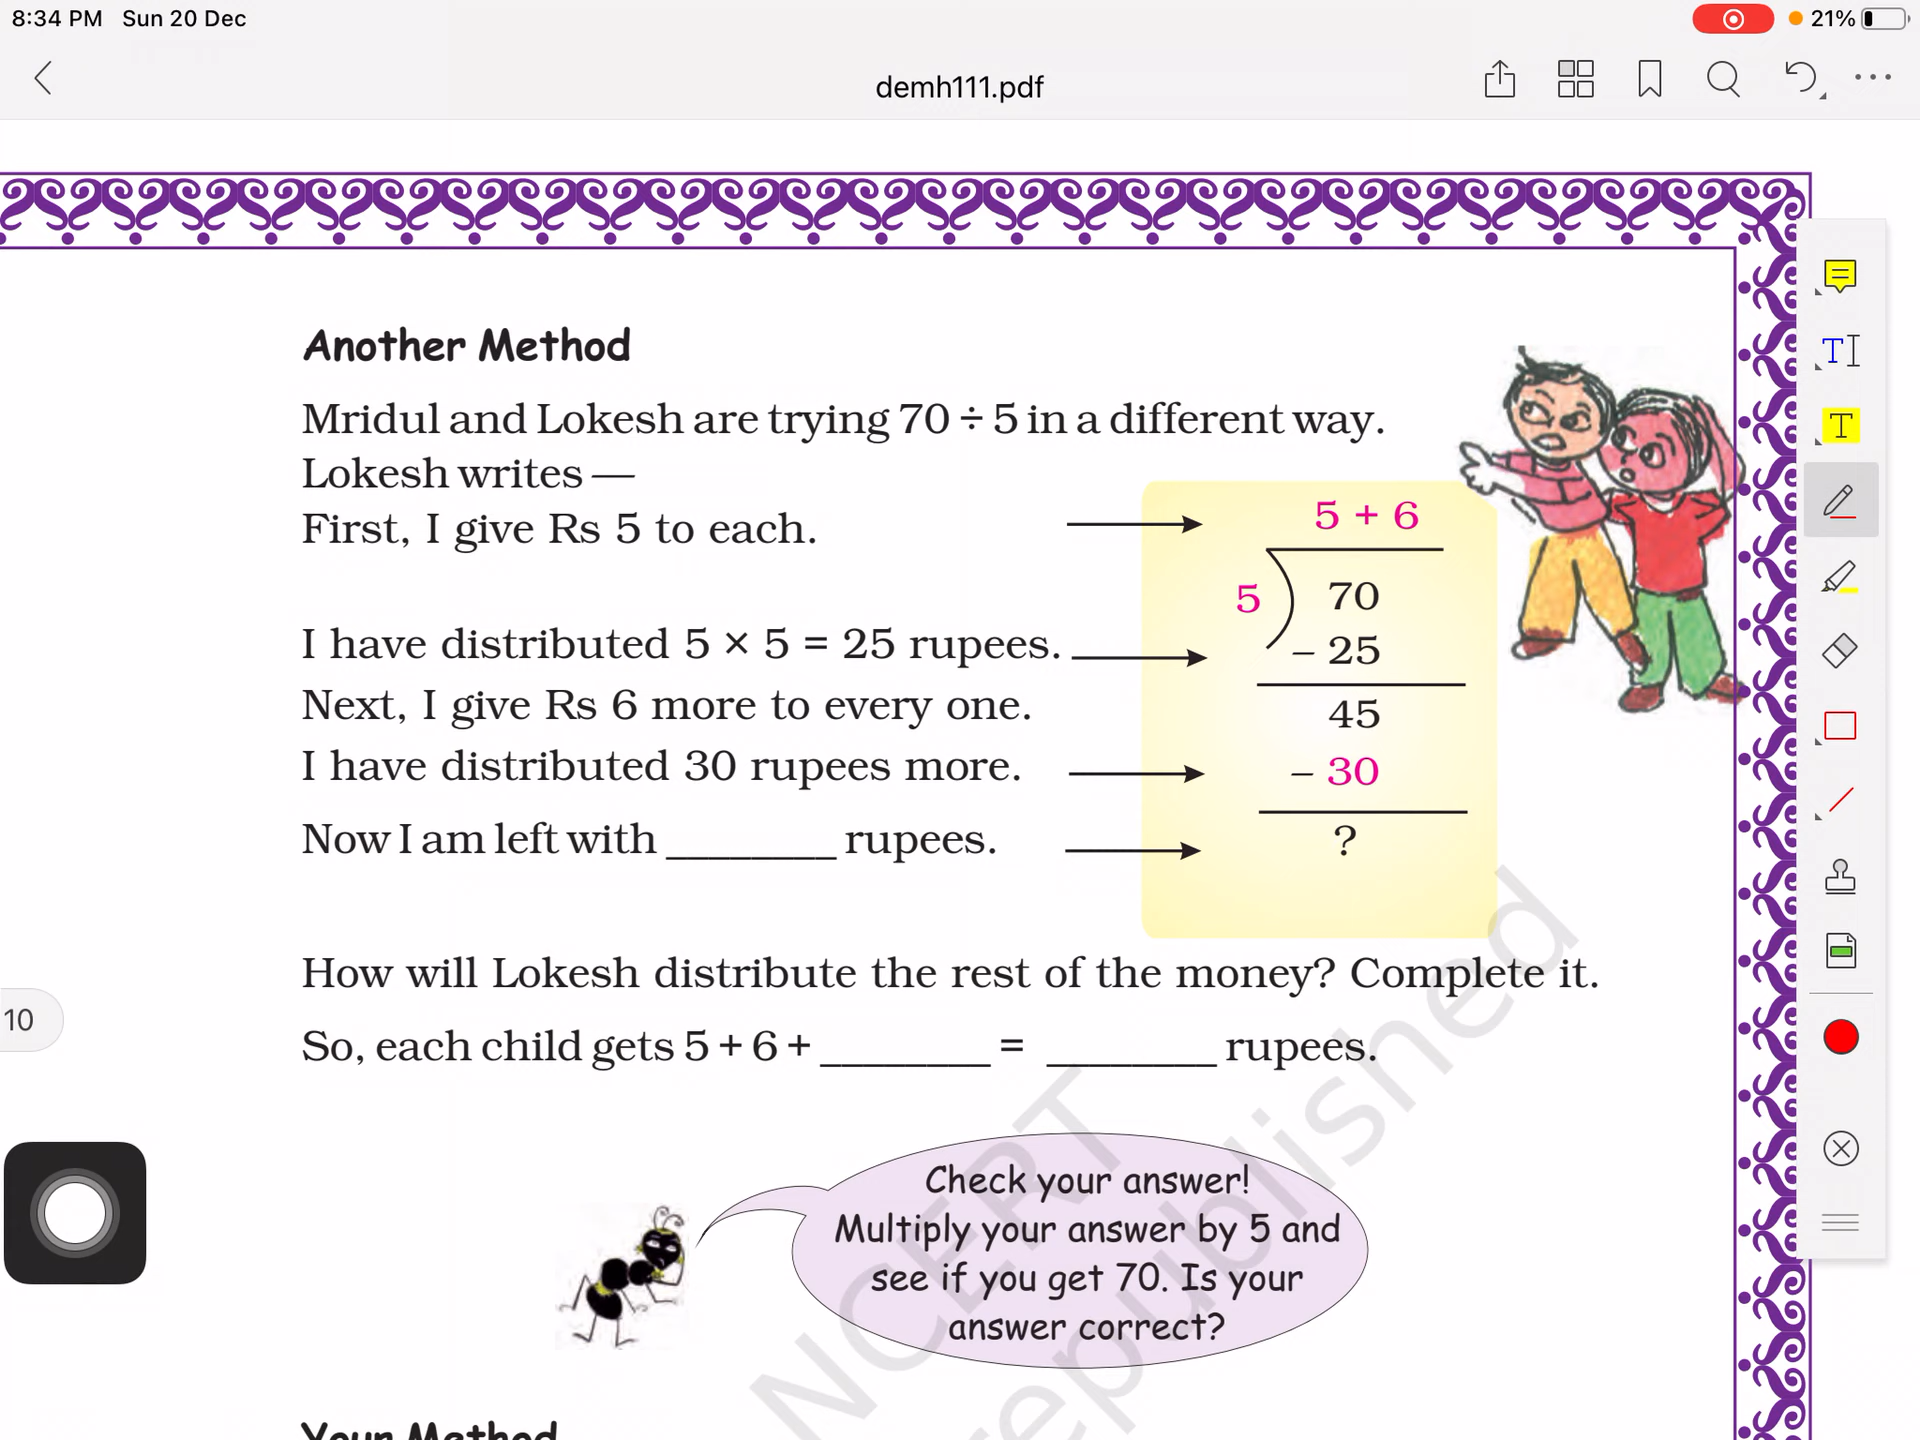 8:34 PM Sun 20 Dec
21%
demh111.pdf
Another Method
Mridul and Lokesh are trying 70 ÷ 5 in a different way.
Lokesh writes —
First, I give Rs 5 to each.
5 + 6
5 70
I have distributed 5 × 5 = 25 rupees.
– 25
Next, I give Rs 6 more to every one.
45
I have distributed 30 rupees more.
– 30
Now I am left with ________ rupees.
?
How will Lokesh distribute the rest of the money? Complete it.
10
So, each child gets 5 + 6 + ________ = ________ rupees.
Check your answer!
Multiply your answer by 5 and
see if you get 70. Is your
answer correct?
NCERT
republished
Your Method